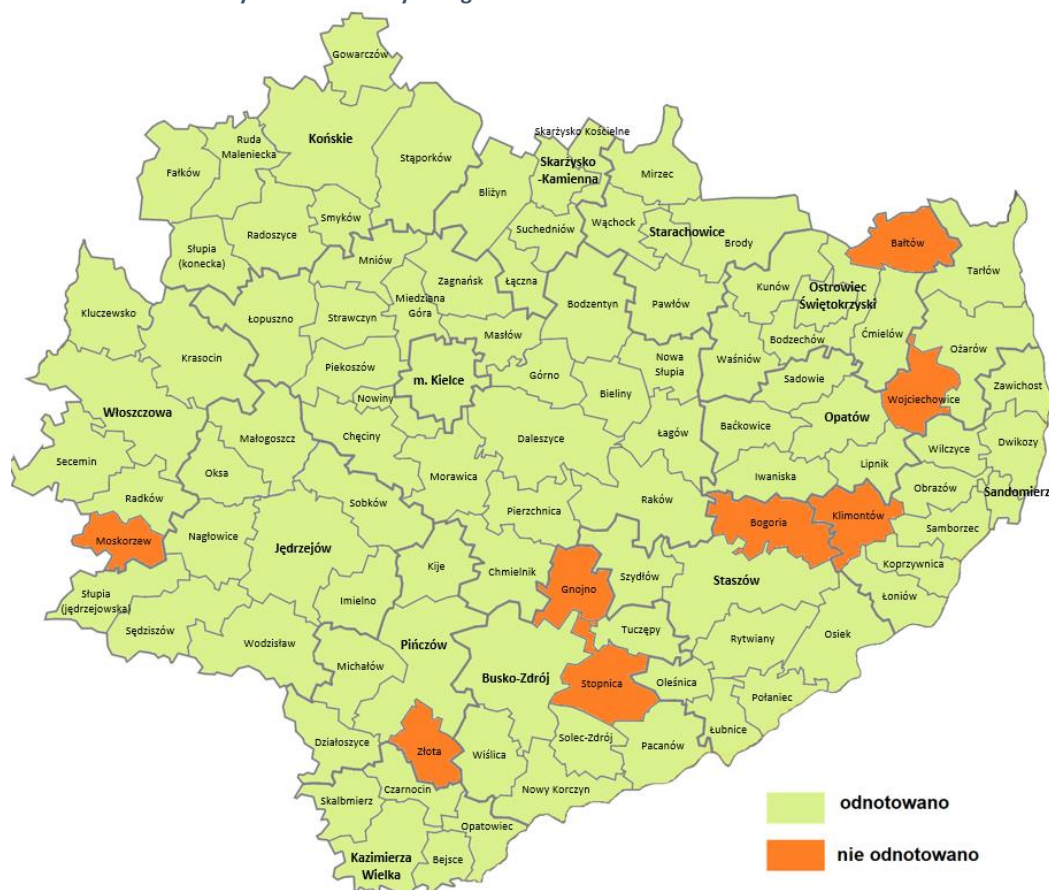 Gowarczów
Końskie
Ruda
Maleniecka
Fałków
Stąporków
Skarżysko Kościelne
Skarżysko
-Kamienna
Mirzec
Bliżyn
Smyków
Radoszyce
Słupia
(konecka)
Suchedniów
Wąchock
Starachowice
Brody
Bałtów
Tarłów
Mniów
Zagnańsk
Łączna
Miedziana
Góra
Bodzentyn
Pawłów
Kunów
Ostrowiec
Świętokrzyski
Kluczewsko
Łopuszno
Strawczyn
Masłów
Bodzechów
Ćmielów
Krasocin
Piekoszów
m. Kielce
Górno
Nowa
Słupia
Waśniów
Sadowie
Ożarów
Bieliny
Nowiny
Wojciechowice
Zawichost
Włoszczowa
Małogoszcz
Chęciny
Daleszyce
Łagów
Baćkowice
Opatów
Wilczyce
Dwikozy
Secemin
Oksa
Morawica
Iwaniska
Lipnik
Obrazów
Sandomierz
Radków
Sobków
Pierzchnica
Raków
Bogoria
Klimontów
Samborzec
Moskorzew
Nagłowice
Jędrzejów
Kije
Chmielnik
Gnojno
Szydłów
Staszów
Koprzywnica
Łoniów
Słupia
(jędrzejowska)
Imielno
Sędziszów
Wodzisław
Pińczów
Tuczępy
Rytwiany
Osiek
Michałów
Busko-Zdrój
Stopnica
Oleśnica
Połaniec
Łubnice
Działoszyce
Złota
Wiślica
Solec-Zdrój
Pacanów
Skalbmierz
Czarnocin
Nowy Korczyn
Opatowiec
Kazimierza
Wielka
Bejsce
odnotowano
nie odnotowano